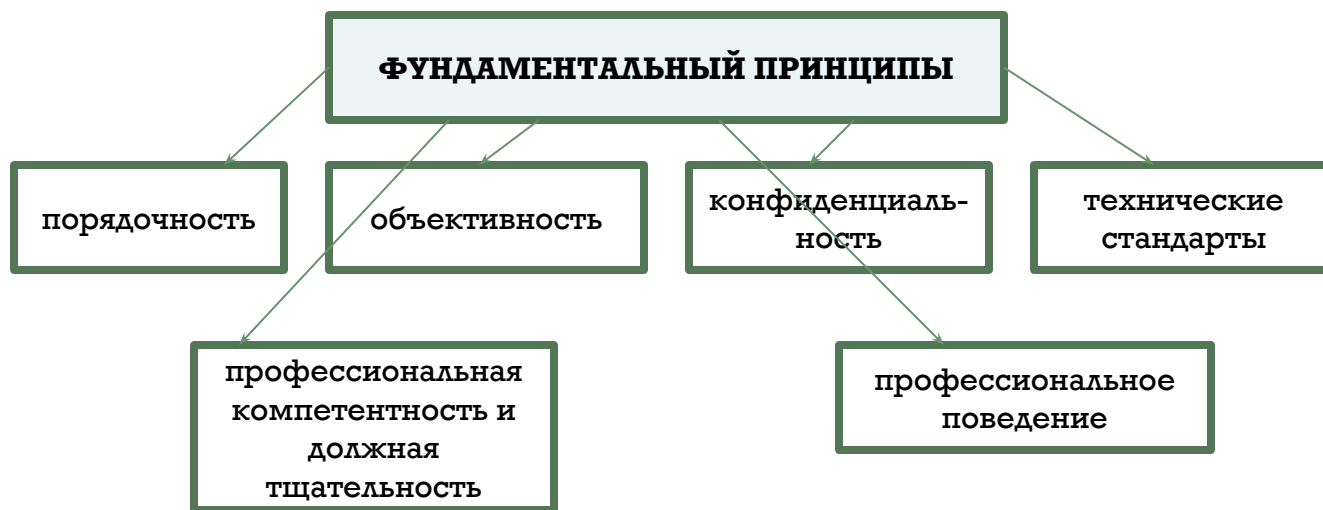 ФУНДАМЕНТАЛЬНЫЙ ПРИНЦИПЫ
порядочность
объективность
конфиденциаль-
ность
технические
стандарты
профессиональная
компетентность и
должная
тщательность
профессиональное
поведение